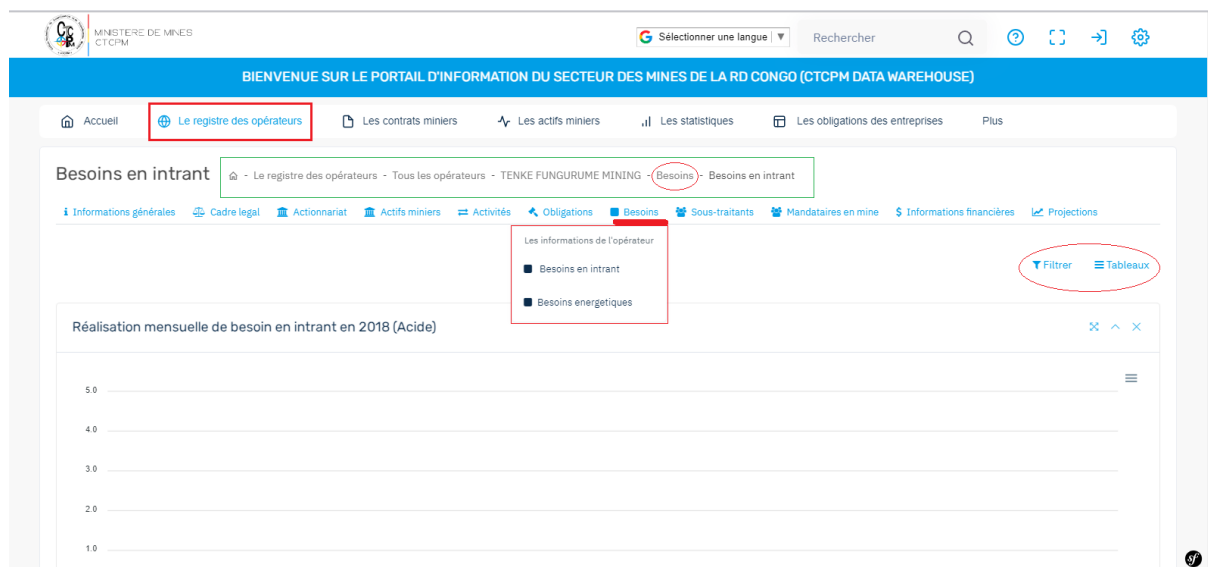 MINISTERE DE MINES
CTCPM
Sélectionner une langue
Rechercher
BIENVENUE SUR LE PORTAIL D'INFORMATION DU SECTEUR DES MINES DE LA RD CONGO (CTCPM DATA WAREHOUSE)
Accueil Le registre des opérateurs Les contrats miniers Les actifs miniers Les statistiques Les obligations des entreprises Plus
Besoins en intrant - Le registre des opérateurs - Tous les opérateurs - TENKE FUNGURUME MINING - Besoins - Besoins en intrant
Informations générales Cadre legal Actionnariat Actifs miniers Activités Obligations Besoins Sous-traitants Mandataires en mine $ Informations financières Projections
Les informations de l'opérateur
Besoins en intrant
Besoins energetiques
Filtrer Tableaux
Réalisation mensuelle de besoin en intrant en 2018 (Acide)
5.0
4.0
3.0
2.0
1.0
sf